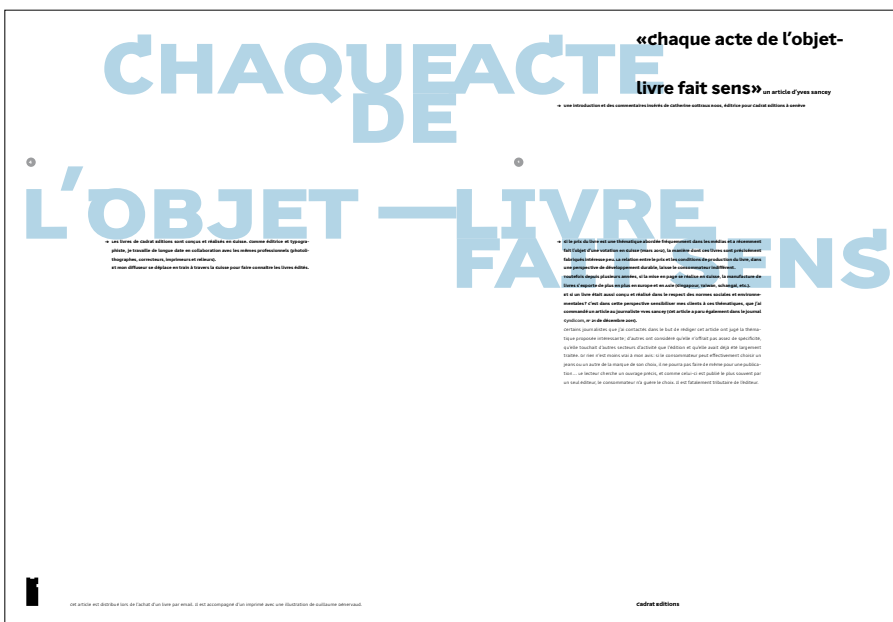 CHAQUE ACTE
DE
L'OBJET — LIVRE
FAIT SENS
«chaque acte de l'objet-
livre fait sens» un article d'yves sancey
→ une introduction et des commentaires insérés de catherine
éditrice pour cadrat editions à genève
→ Les livres de cadrat editions sont conçus et réalisés en suisse. comme éditrice et typogra-
phiste, je travaille de longue date en collaboration avec les mêmes professionnels (photoli-
thographes, correcteurs, imprimeurs et relieurs).
et mon diffuseur se déplace en train à travers la suisse pour faire connaître les livres édités.
→ si le prix du livre est une thématique abordée fréquemment dans les médias et a récemment
fait l'objet d'une votation en suisse (mars 2012), la manière dont ces livres sont précisément
fabriqués intéresse peu. La relation entre le prix et les conditions de production du livre, dans
une perspective de développement durable, laisse le consommateur indifférent.
toutefois depuis plusieurs années, si la mise en page se réalise en suisse, la manufacture de
livres s'exporte de plus en plus en europe et en asie (singapour, taiwan, schangai, etc.).
et si un livre était aussi conçu et réalisé dans le respect des normes sociales et environne-
mentales? c'est dans cette perspective sensibiliser mes clients à ces thématiques, que j'ai
commandé un article au journaliste yves sancey (cet article a paru également dans le journal
syndicom, nº 21 de décembre 2011).
certains journalistes que j'ai contactés dans le but de rédiger cet article ont jugé la théma-
tique proposée intéressante; d'autres ont considéré qu'elle n'offrait pas assez de spécificité,
qu'elle touchait d'autres secteurs d'activité que l'édition et qu'elle avait déjà été largement
traitée. or rien n'est moins vrai à mon avis: si le consommateur peut effectivement choisir un
jeans ou un autre de la marque de son choix, il ne pourra pas faire de même pour une publica-
tion... Le lecteur cherche un ouvrage précis, et comme celui-ci est publié le plus souvent par
un seul éditeur, le consommateur n'a guère le choix. il est fatalement tributaire de l'éditeur.
cet article est distribué lors de l'achat d'un livre par email. il est accompagné d'un imprimé avec une illustration de guillaume
cadrat editions